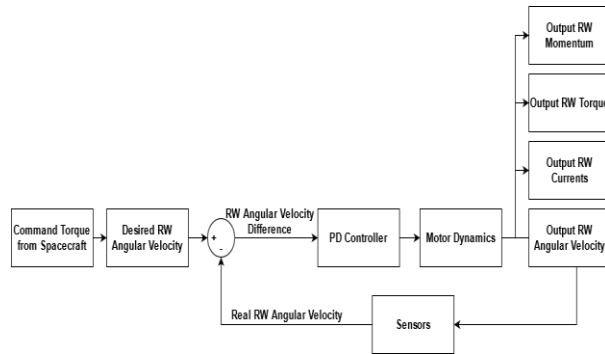 Output RW
Momentum
Output RW Torque
Output RW
Currents
Command Torque
from Spacecraft
Desired RW
Angular Velocity
+
-
RW Angular Velocity
Difference
PD Controller
Motor Dynamics
Output RW
Angular Velocity
Real RW Angular Velocity
Sensors